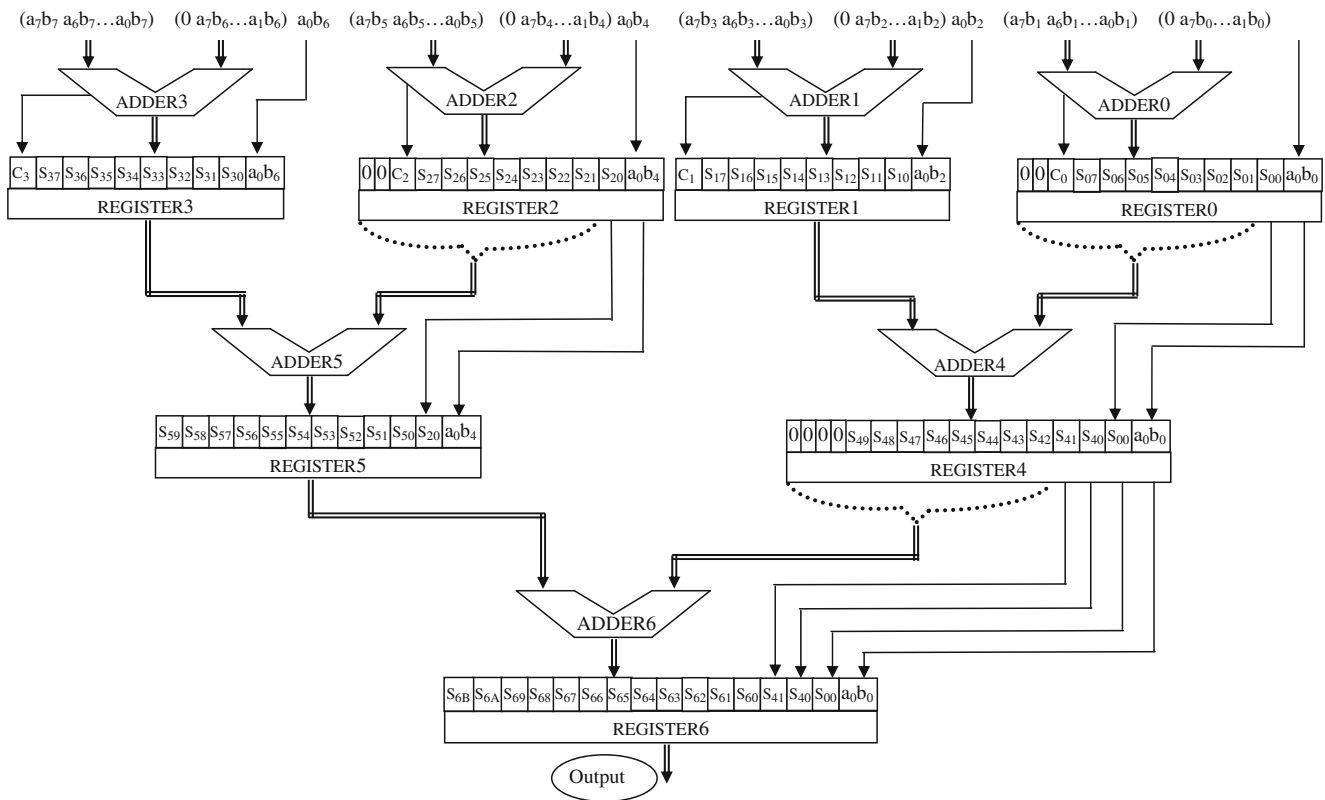 (a₇b₇ a₆b₇…a₀b₇) (0 a₇b₆…a₁b₆) a₀b₆ (a₇b₅ a₆b₅…a₀b₅) (0 a₇b₄…a₁b₄) a₀b₄ (a₇b₃ a₆b₃…a₀b₃) (0 a₇b₂…a₁b₂) a₀b₂ (a₇b₁ a₆b₁…a₀b₁) (0 a₇b₀…a₁b₀)
ADDER3 ADDER2 ADDER1 ADDER0
C₃ S₃₇ S₃₆ S₃₅ S₃₄ S₃₃ S₃₂ S₃₁ S₃₀ a₀b₆
0 0 C₂ S₂₇ S₂₆ S₂₅ S₂₄ S₂₃ S₂₂ S₂₁ S₂₀ a₀b₄
C₁ S₁₇ S₁₆ S₁₅ S₁₄ S₁₃ S₁₂ S₁₁ S₁₀ a₀b₂
0 0 C₀ S₀₇ S₀₆ S₀₅ S₀₄ S₀₃ S₀₂ S₀₁ S₀₀ a₀b₀
REGISTER3 REGISTER2 REGISTER1 REGISTER0
ADDER5 ADDER4
S₅₉ S₅₈ S₅₇ S₅₆ S₅₅ S₅₄ S₅₃ S₅₂ S₅₁ S₅₀ S₂₀ a₀b₄
0 0 0 0 S₄₉ S₄₈ S₄₇ S₄₆ S₄₅ S₄₄ S₄₃ S₄₂ S₄₁ S₄₀ S₀₀ a₀b₀
REGISTER5 REGISTER4
ADDER6
S₆B S₆A S₆₉ S₆₈ S₆₇ S₆₆ S₆₅ S₆₄ S₆₃ S₆₂ S₆₁ S₆₀ S₄₁ S₄₀ S₀₀ a₀b₀
REGISTER6
Output